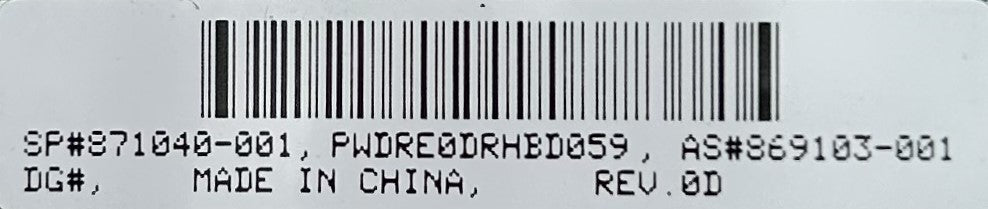 SP#871040-001, PWDRE0DRHBD059, AS#869103-001
DG#, MADE IN CHINA, REV.0D